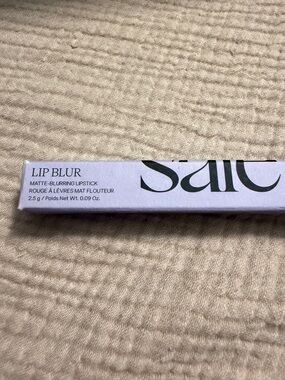 LIP BLUR
MATTE-BLURRING LIPSTICK
ROUGE À LÈVRES MAT FLOUTEUR
2.5 g / Poids Net Wt. 0.09 Oz.
saie